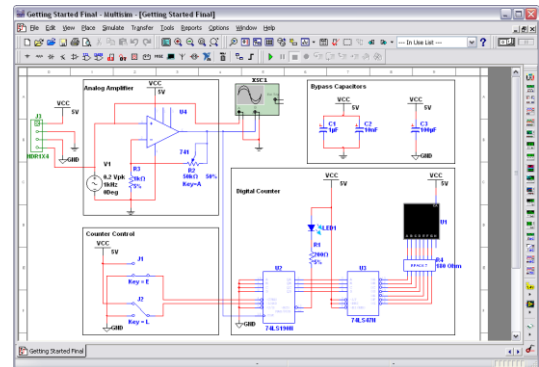 Getting Started Final - Multisim - [Getting Started Final]
File Edit View Place Simulate Transfer Tools Reports Options Window Help
--- In Use List ---
Analog Amplifier
VCC
5V
U4
741
R3
5%
R2
50kΩ 50%
Key=A
V1
0.2 Vpk
1kHz
0Deg
J3
VCC
5V
HDR1X4
GND
XSC1
Bypass Capacitors
VCC
5V
C1
1µF
C2
10nF
C3
100µF
GND
Counter Control
VCC
5V
J1
Key = E
J2
Key = L
GND
Digital Counter
VCC
5V
LED1
R1
200Ω
5%
U2
74LS190N
GND
U3
74LS47N
VCC
5V
U1
R4
180 Ohm
Getting Started Final